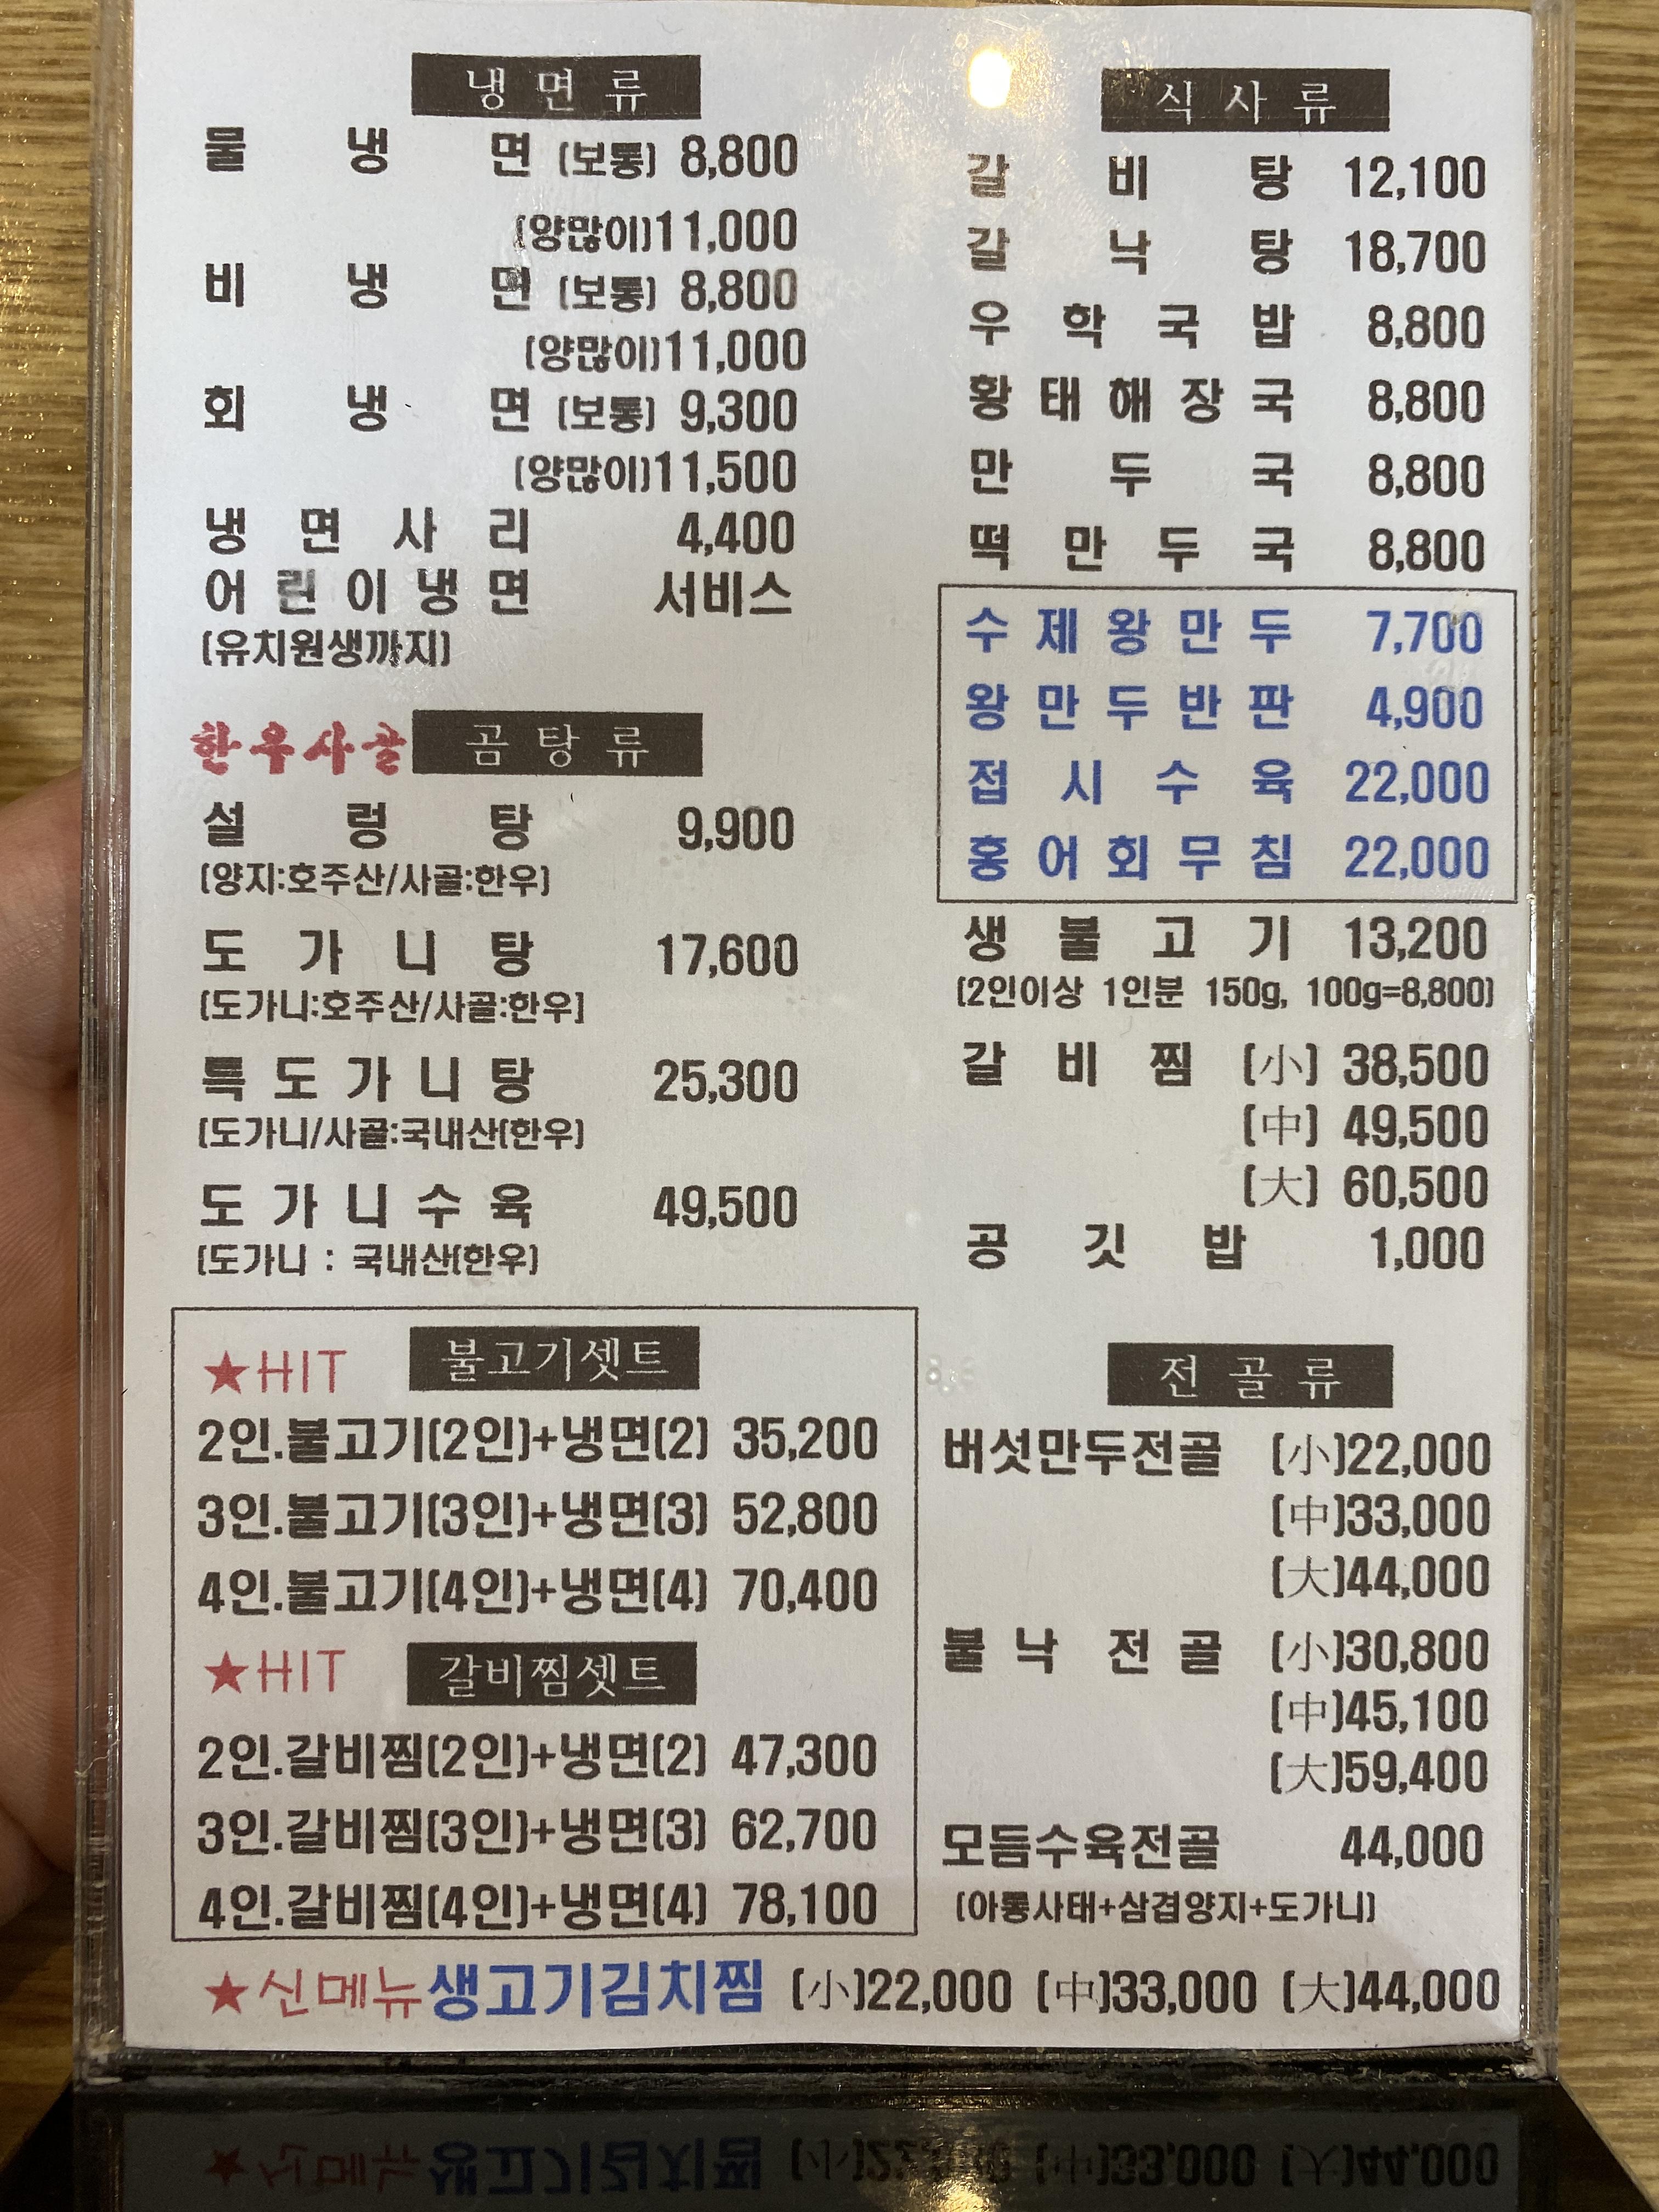 냉면류
물냉면 (보통) 8,800
(양많이)11,000
비냉면 (보통) 8,800
(양많이)11,000
회냉면 (보통) 9,300
(양많이)11,500
냉면사리 4,400
어린이냉면 서비스
(유치원생까지)
한우사골 곰탕류
설렁탕 9,900
(양지:호주산/사골:한우)
도가니탕 17,600
(도가니:호주산/사골:한우)
특도가니탕 25,300
(도가니/사골:국내산(한우)
도가니수육 49,500
(도가니 : 국내산(한우)
★HIT 불고기셋트
2인.불고기(2인)+냉면(2) 35,200
3인.불고기(3인)+냉면(3) 52,800
4인.불고기(4인)+냉면(4) 70,400
★HIT 갈비찜셋트
2인.갈비찜(2인)+냉면(2) 47,300
3인.갈비찜(3인)+냉면(3) 62,700
4인.갈비찜(4인)+냉면(4) 78,100
식사류
갈비탕 12,100
갈낙탕 18,700
우학국밥 8,800
황태해장국 8,800
만두국 8,800
떡만두국 8,800
수제왕만두 7,700
왕만두반판 4,900
접시수육 22,000
홍어회무침 22,000
생불고기 13,200
(2인이상 1인분 150g, 100g=8,800)
갈비찜 (小) 38,500
(中) 49,500
(大) 60,500
공깃밥 1,000
전골류
버섯만두전골 (小)22,000
(中)33,000
(大)44,000
불낙전골 (小)30,800
(中)45,100
(大)59,400
모듬수육전골 44,000
(아롱사태+삼겹양지+도가니)
★신메뉴생고기김치찜 (小)22,000 (中)33,000 (大)44,000